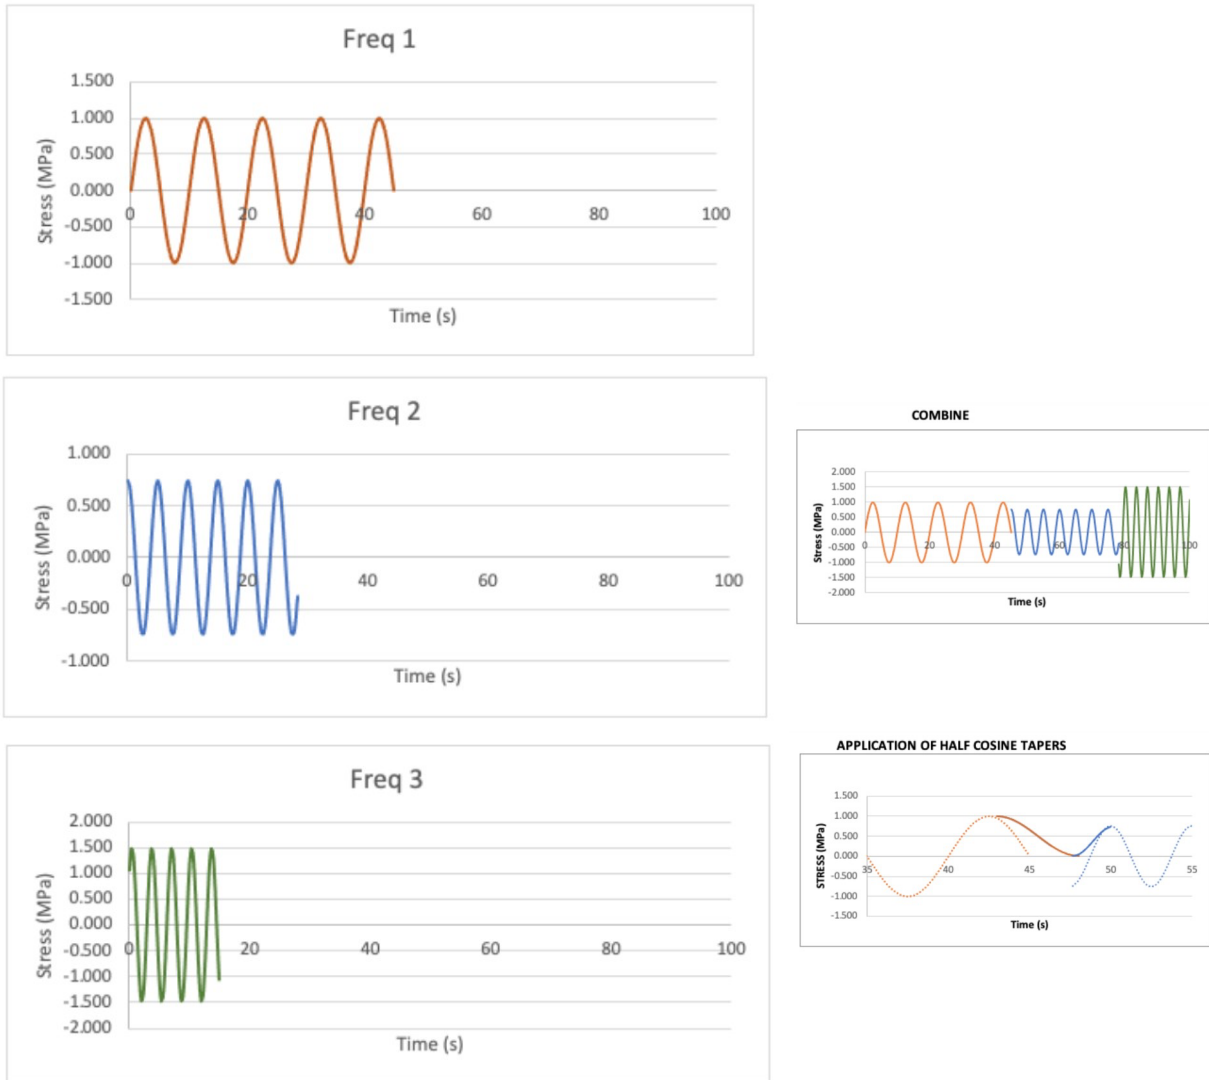 Freq 1
1.500
1.000
0.500
0.000
-0.500
-1.000
-1.500
Stress (MPa)
0 20 40 60 80 100
Time (s)
Freq 2
1.000
0.500
0.000
-0.500
-1.000
Stress (MPa)
0 20 40 60 80 100
Time (s)
COMBINE
2.000
1.500
1.000
0.500
0.000
-0.500
-1.000
-1.500
-2.000
Stress (MPa)
0 20 40 60 80 100
Time (s)
Freq 3
2.000
1.500
1.000
0.500
0.000
-0.500
-1.000
-1.500
-2.000
Stress (MPa)
0 20 40 60 80 100
Time (s)
APPLICATION OF HALF COSINE TAPERS
1.500
1.000
0.500
0.000
-0.500
-1.000
-1.500
STRESS (MPa)
35 40 45 50 55
Time (s)